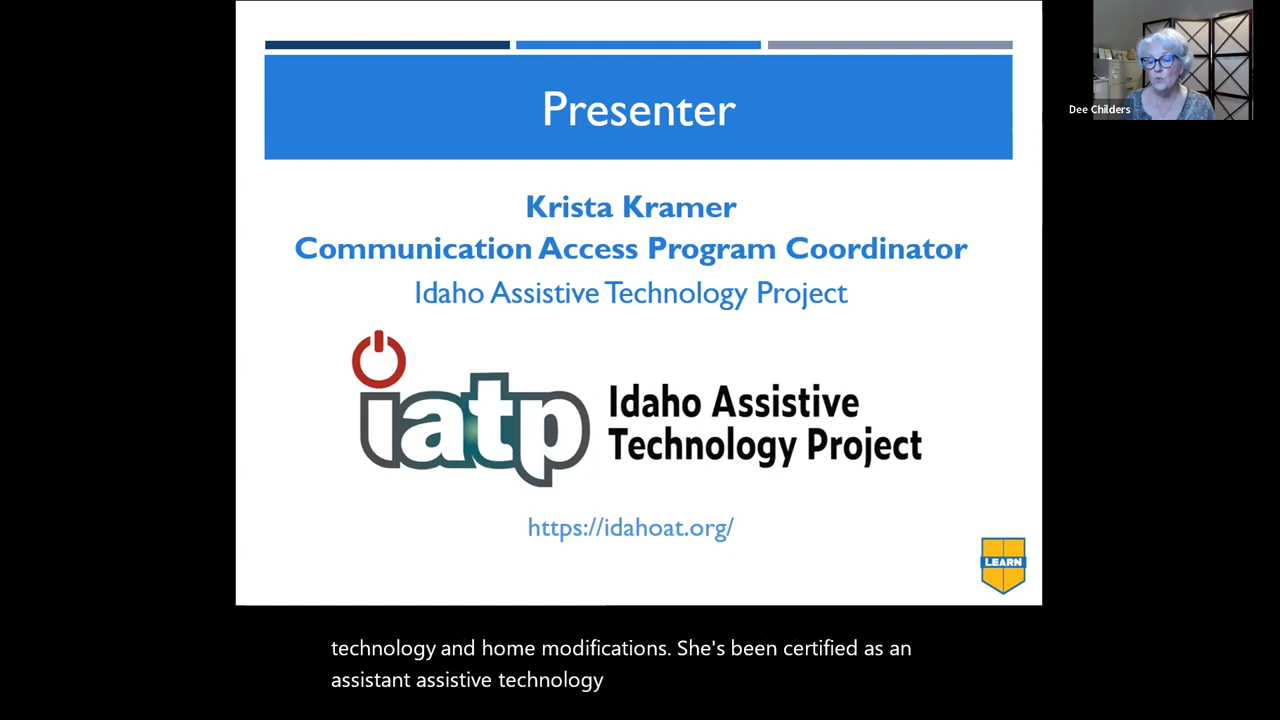 Presenter
Dee Childers
Krista Kramer
Communication Access Program Coordinator
Idaho Assistive Technology Project
iatp
Idaho Assistive
Technology Project
https://idahoat.org/
LEARN
technology and home modifications. She's been certified as an
assistant assistive technology